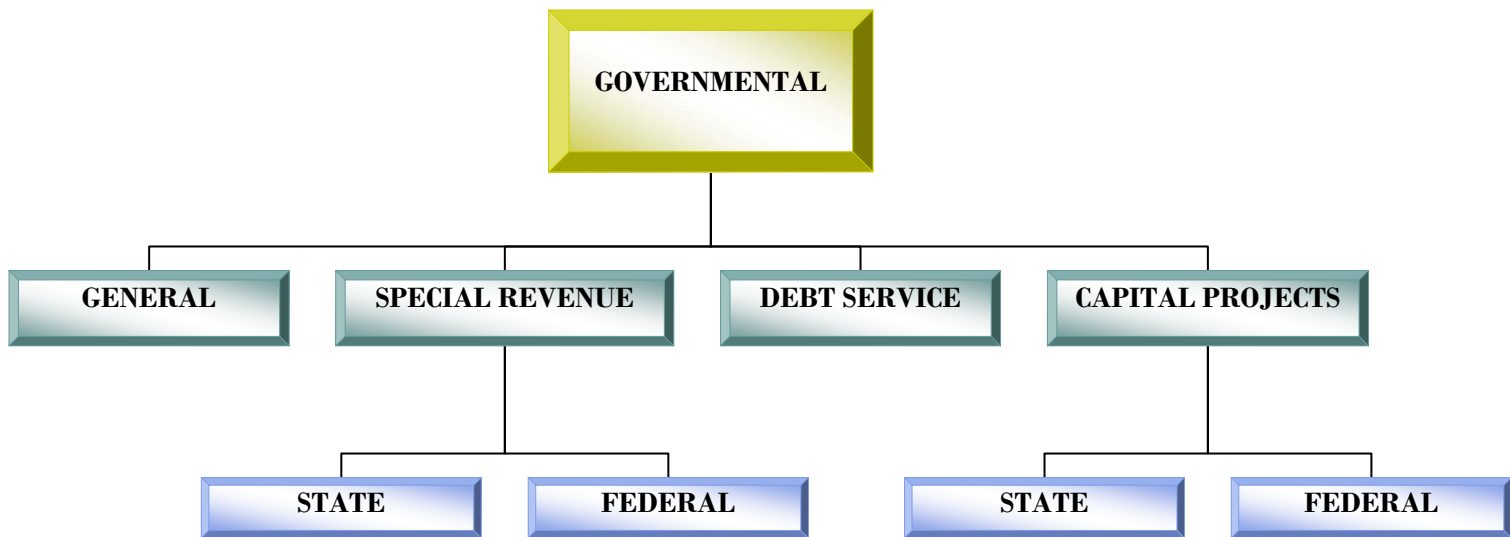 GOVERNMENTAL
GENERAL
SPECIAL REVENUE
DEBT SERVICE
CAPITAL PROJECTS
STATE
FEDERAL
STATE
FEDERAL